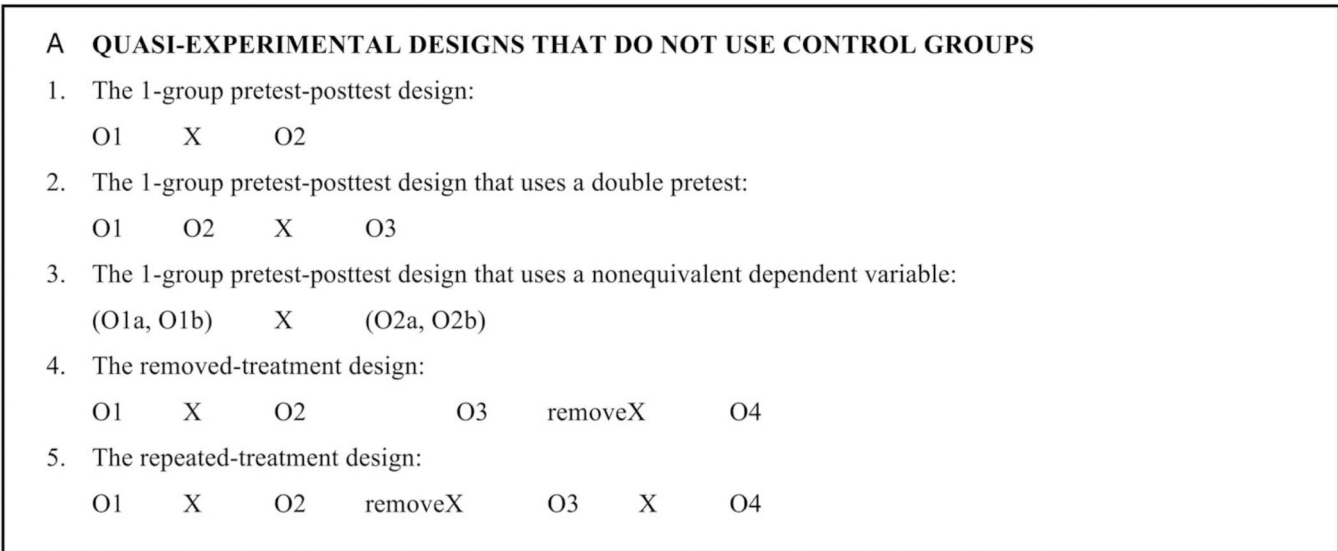 A QUASI-EXPERIMENTAL DESIGNS THAT DO NOT USE CONTROL GROUPS
1. The 1-group pretest-posttest design:
O1 X O2
2. The 1-group pretest-posttest design that uses a double pretest:
O1 O2 X O3
3. The 1-group pretest-posttest design that uses a nonequivalent dependent variable:
(O1a, O1b) X (O2a, O2b)
4. The removed-treatment design:
O1 X O2 O3 removeX O4
5. The repeated-treatment design:
O1 X O2 removeX O3 X O4